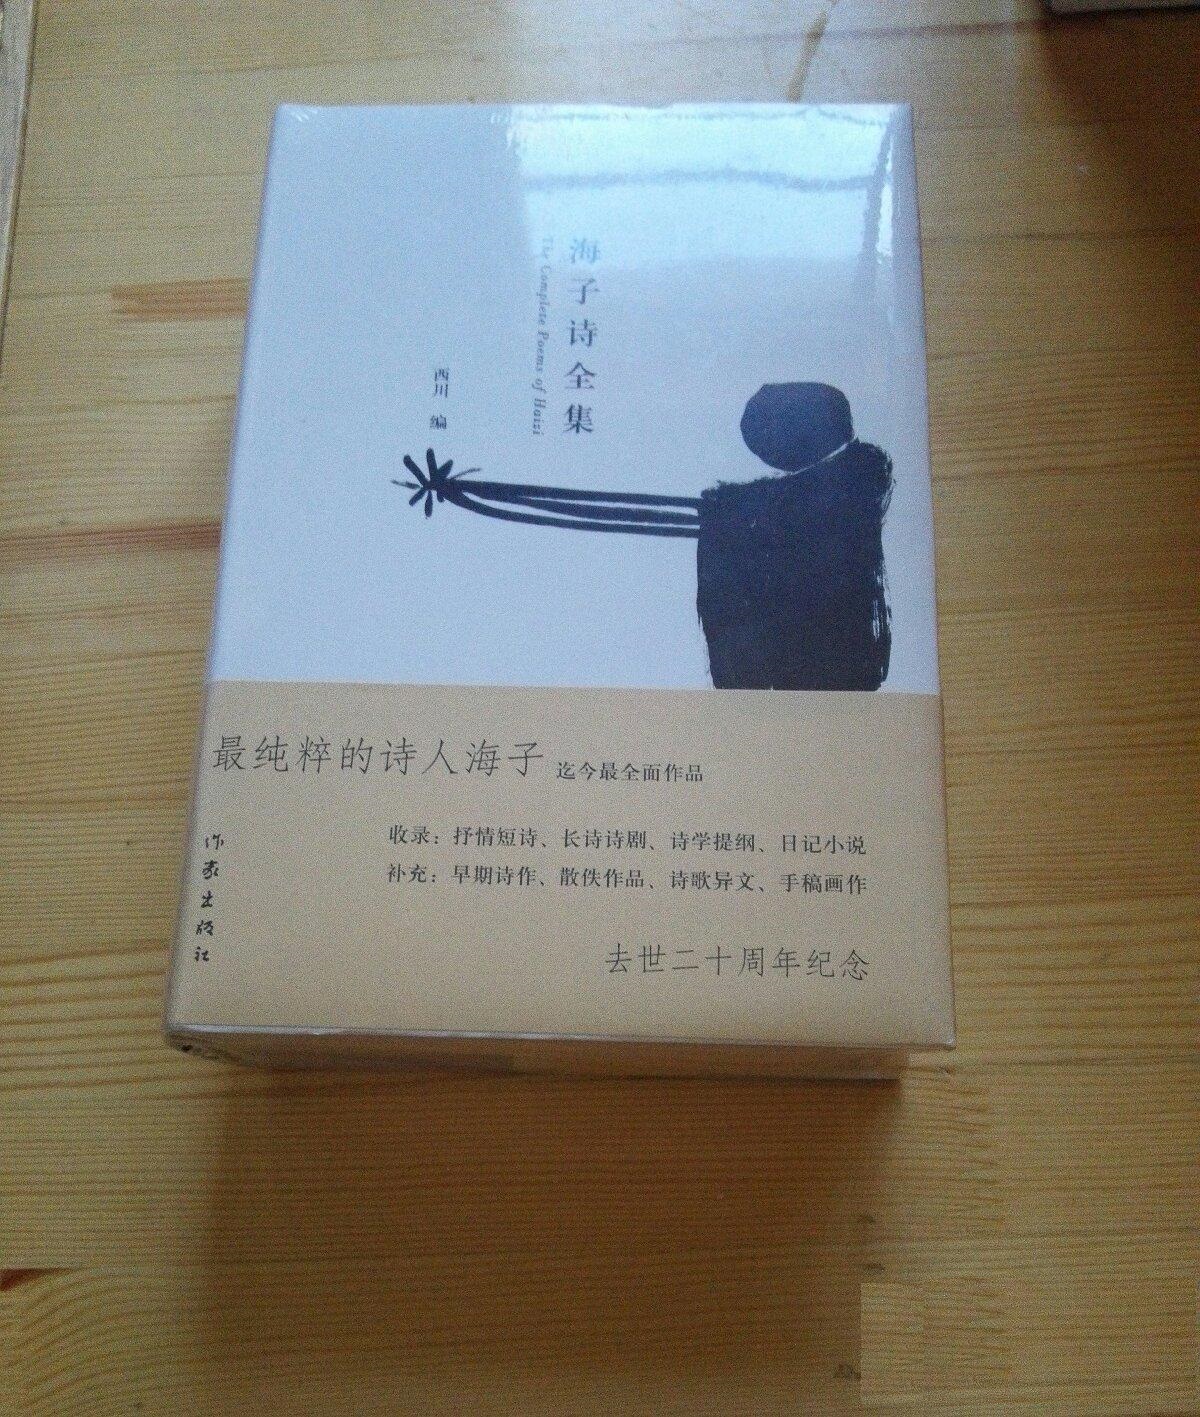 海子诗全集
The Complete Poems of Haizi
西川 编
最纯粹的诗人海子 迄今最全面作品
收录：抒情短诗、长诗诗剧、诗学提纲、日记小说
补充：早期诗作、散佚作品、诗歌异文、手稿画作
去世二十周年纪念
作家出版社